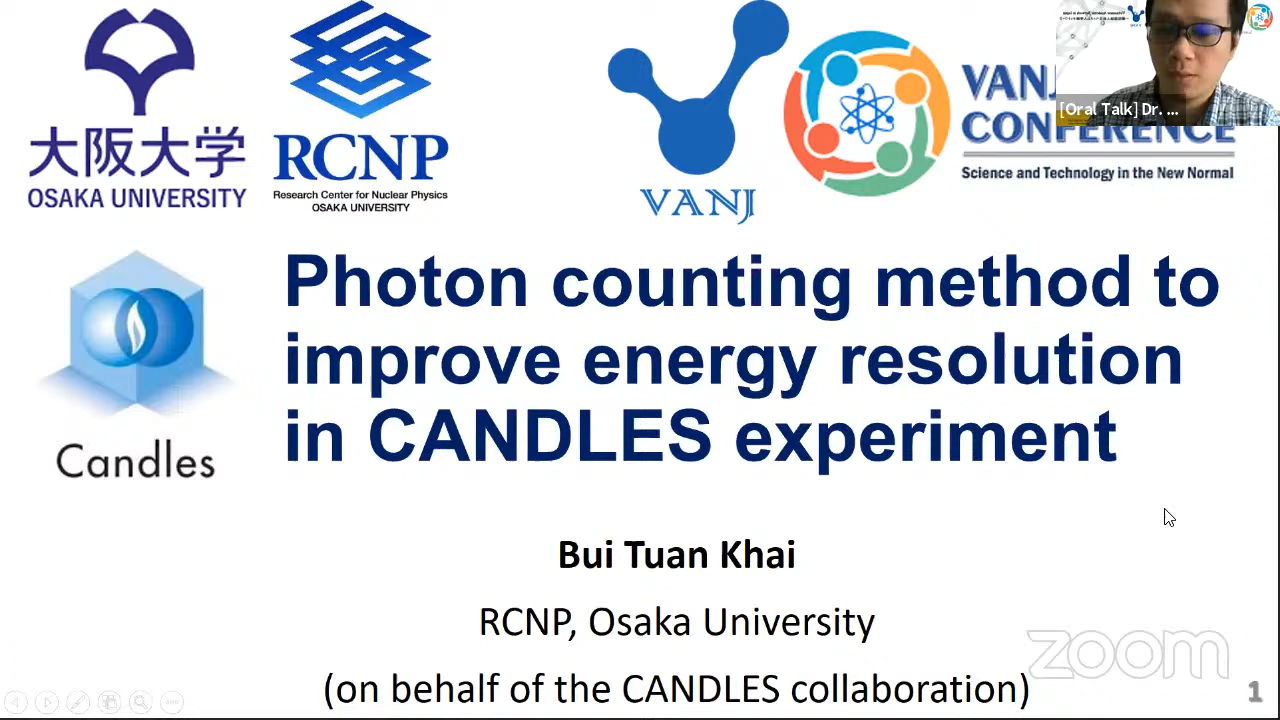 大阪大学
OSAKA UNIVERSITY
RCNP
Research Center for Nuclear Physics
OSAKA UNIVERSITY
VANJ
VANJ
CONFERENCE
Science and Technology in the New Normal
[Oral Talk] Dr. ...
Candles
Photon counting method to
improve energy resolution
in CANDLES experiment
Bui Tuan Khai
RCNP, Osaka University
(on behalf of the CANDLES collaboration)
zoom
1